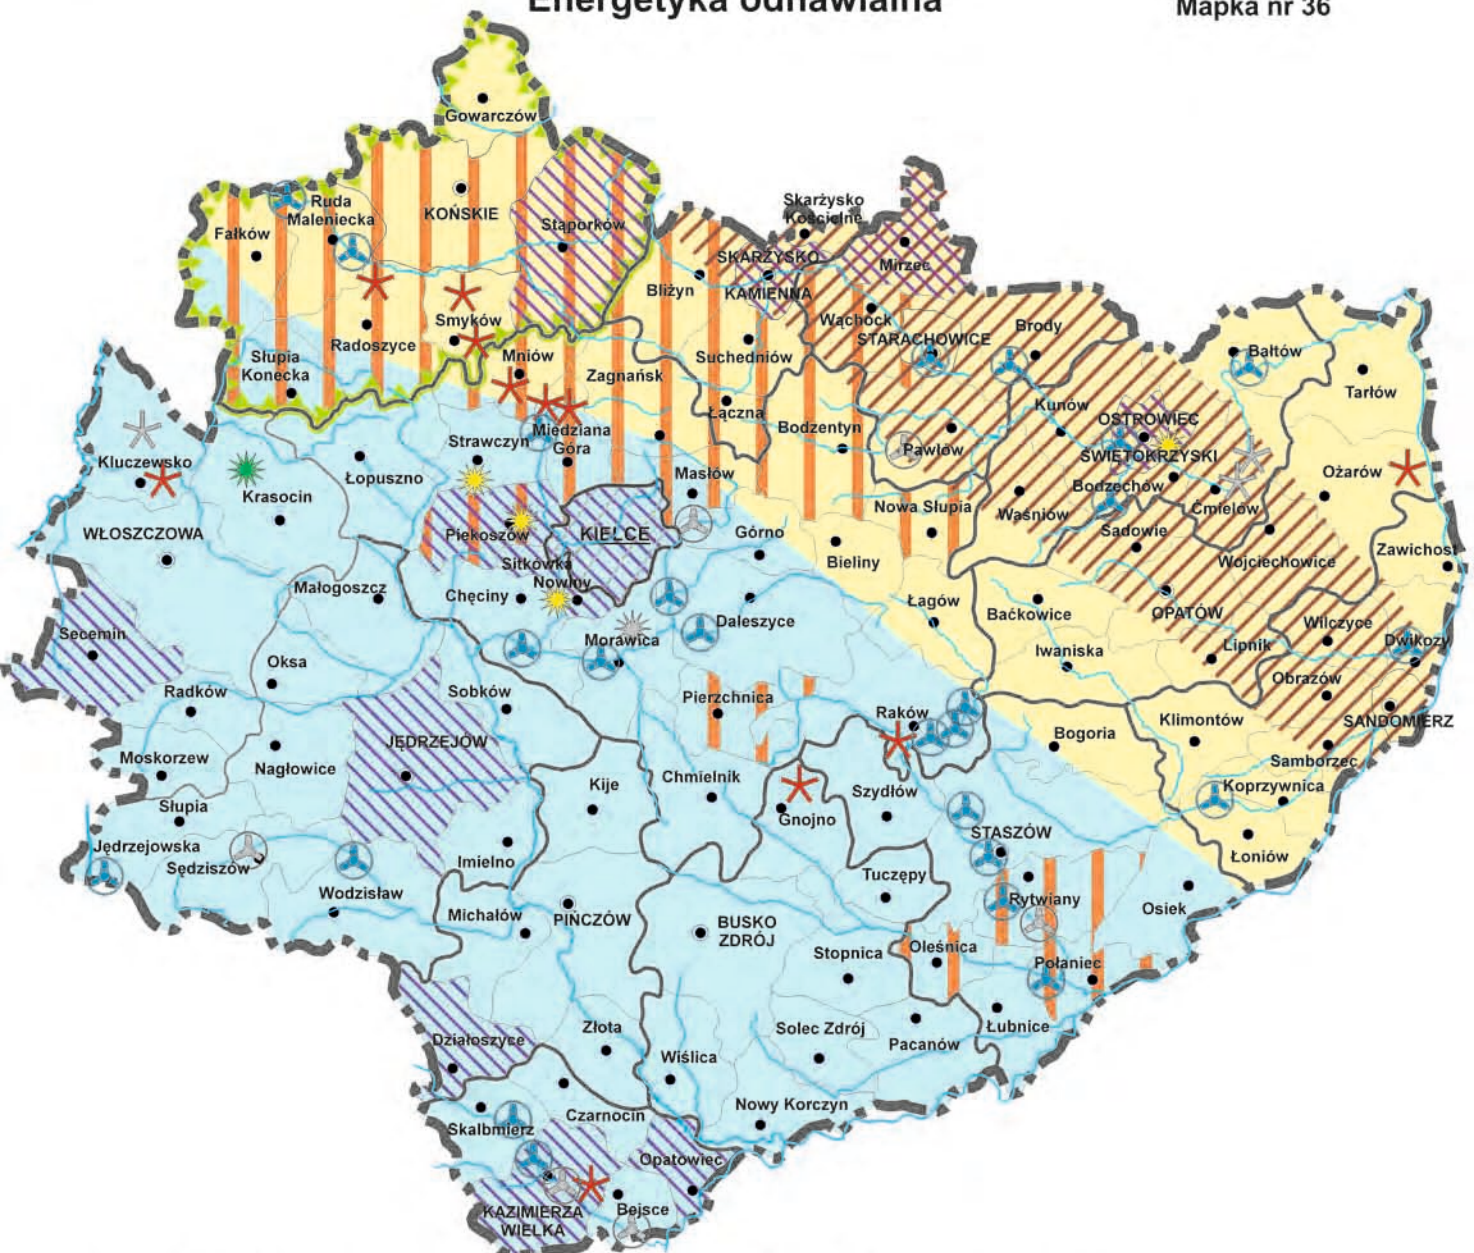 Energetyka odnawialna
Mapka nr 36
Gowarczów
Ruda
Maleniecka
Fałków
KOŃSKIE
Stąporków
Skarżysko
Kościelne
SKARŻYSKO
KAMIENNA
Mirzec
Bliżyn
Smyków
Radoszyce
Słupia
Konecka
Mniów
Zagnańsk
Suchedniów
Wąchock
STARACHOWICE
Brody
Bałtów
Tarłów
Łączna
Bodzentyn
Pawłów
Kunów
OSTROWIEC
ŚWIĘTOKRZYSKI
Strawczyn
Miedziana
Góra
Kluczewsko
Krasocin
Łopuszno
Masłów
Bodzechów
Ćmielów
Ożarów
WŁOSZCZOWA
Piekoszów
KIELCE
Górno
Nowa Słupia
Waśniów
Sadowie
Wojciechowice
Zawichost
Sitkówka
Nowiny
Bieliny
Małogoszcz
Chęciny
Łagów
Baćkowice
OPATÓW
Daleszyce
Morawica
Secemin
Oksa
Iwaniska
Lipnik
Wilczyce
Dwikozy
Radków
Sobków
Pierzchnica
Obrazów
Raków
Klimontów
SANDOMIERZ
JĘDRZEJÓW
Bogoria
Moskorzew
Nagłowice
Samborzec
Kije
Chmielnik
Szydłów
Koprzywnica
Słupia
Jędrzejowska
Gnojno
STASZÓW
Łoniów
Sędziszów
Imielno
Wodzisław
Tuczępy
Rytwiany
Osiek
Michałów
PIŃCZÓW
BUSKO
ZDRÓJ
Stopnica
Oleśnica
Połaniec
Działoszyce
Złota
Solec Zdrój
Pacanów
Łubnice
Wiślica
Czarnocin
Nowy Korczyn
Skalbmierz
Opatowiec
KAZIMIERZA
WIELKA
Bejsce